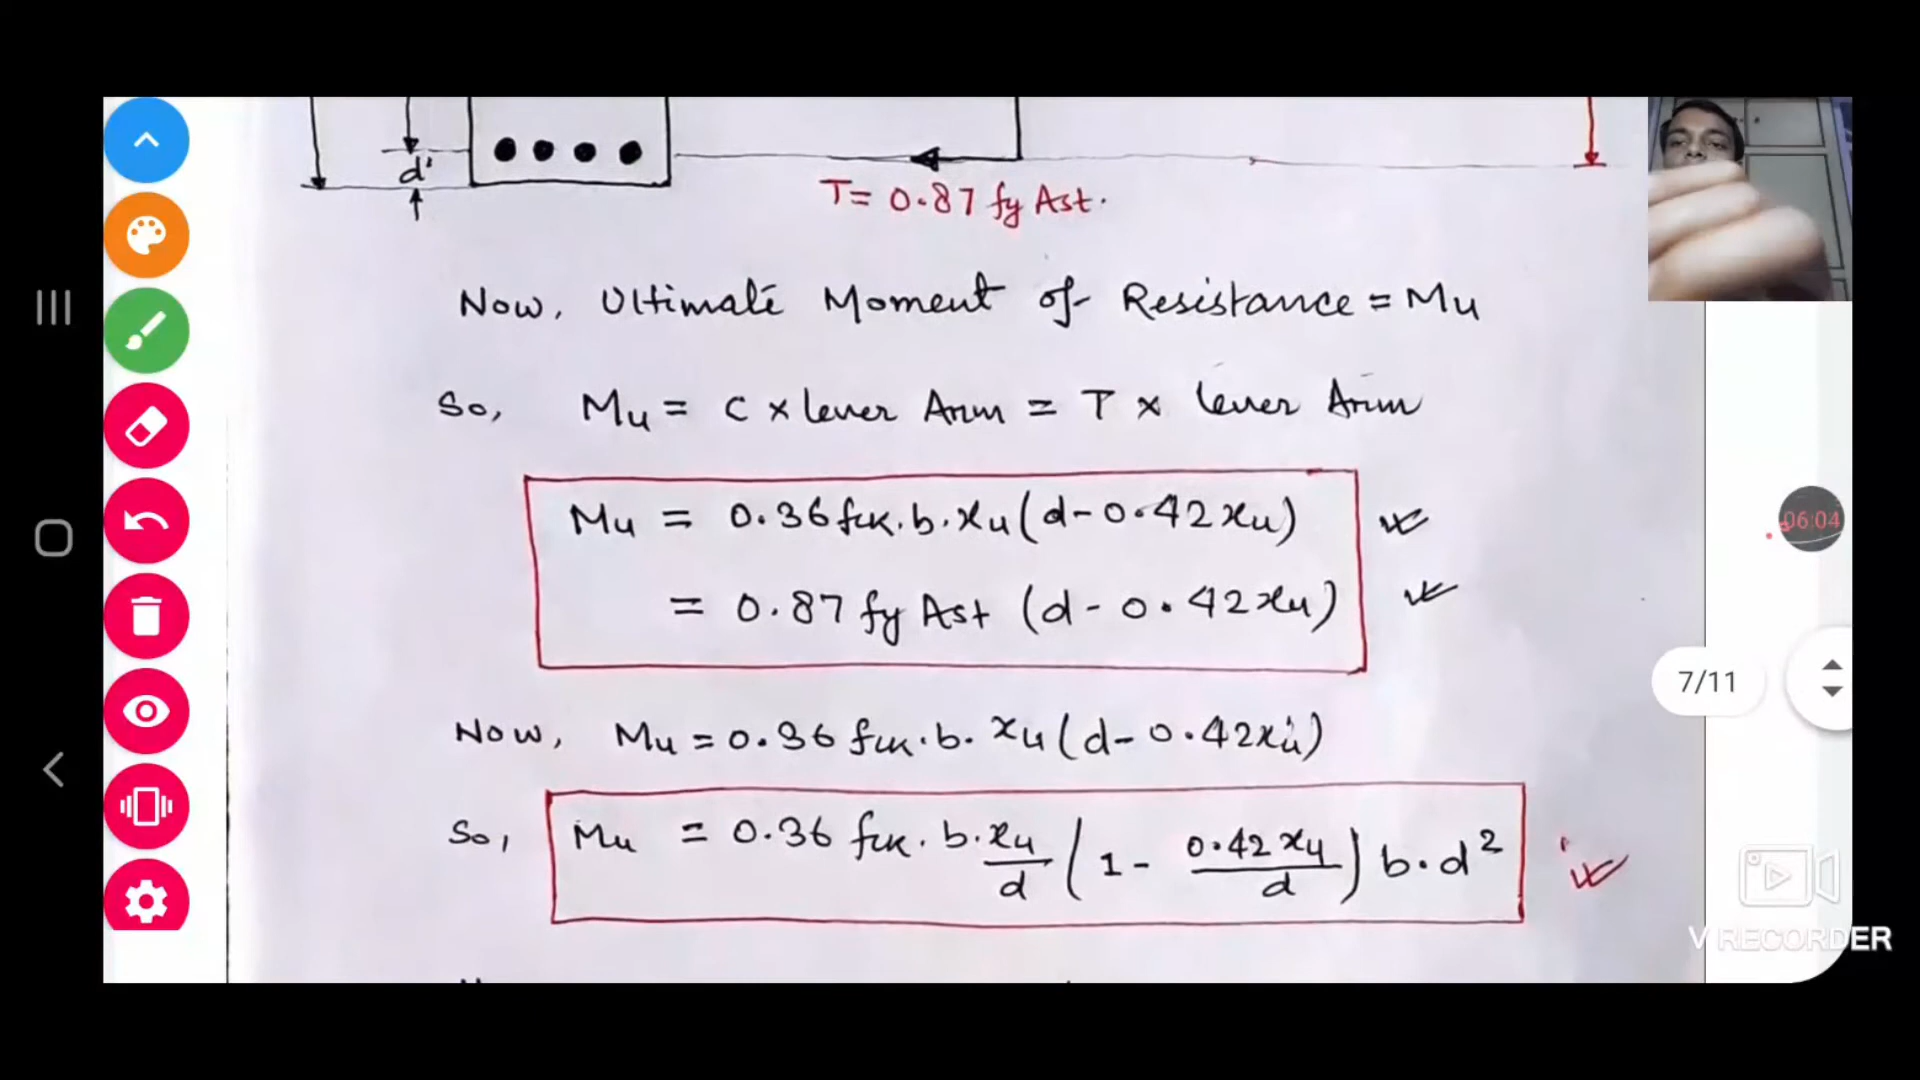 d'
T= 0.87 fy Ast.
Now, Ultimate Moment of Resistance = Mu
So, Mu = C x lever Arm = T x lever Arm
Mu = 0.36 fck. b. xu (d - 0.42 xu)
= 0.87 fy Ast (d - 0.42 xu)
06:04
7/11
Now, Mu = 0.36 fck. b. xu (d - 0.42 xu)
So, Mu = 0.36 fck. b. xu/d (1 - 0.42 xu/d) b. d²
V RECORDER